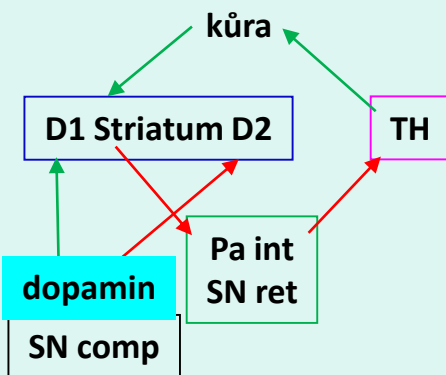 kůra
D1 Striatum D2
TH
Pa int
SN ret
dopamin
SN comp